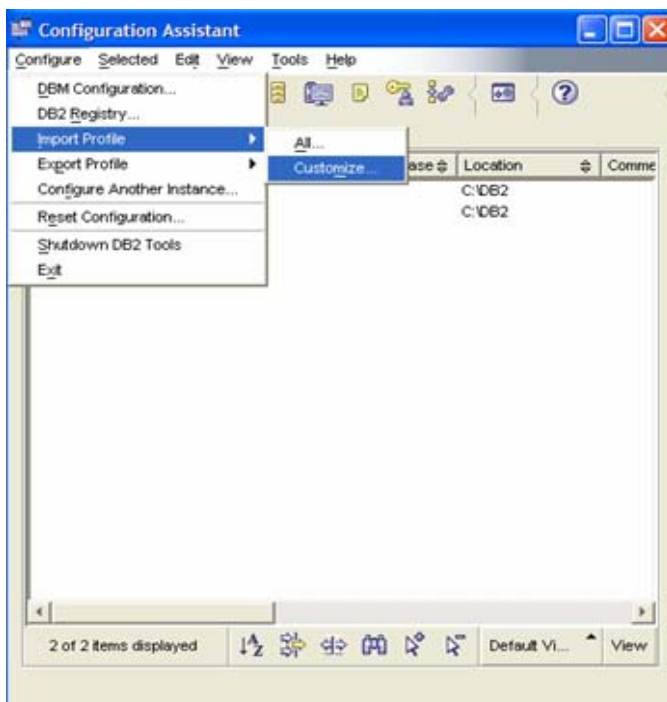 Configuration Assistant
Configure Selected Edit View Tools Help
DBM Configuration...
DB2 Registry...
Import Profile
All...
Export Profile
Customize...
ase Location Comme
Configure Another Instance...
C:\DB2
Reset Configuration...
C:\DB2
Shutdown DB2 Tools
Exit
2 of 2 items displayed Default Vi... View